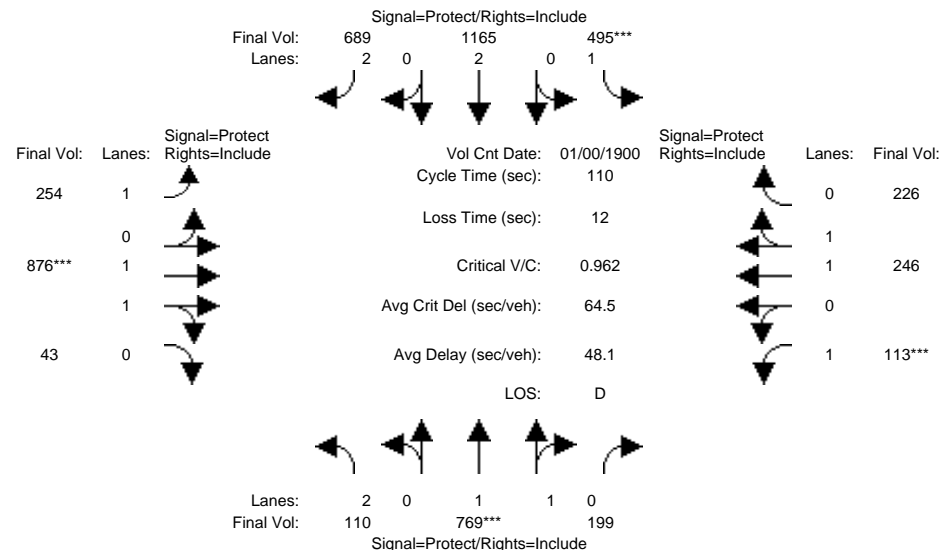 Signal=Protect/Rights=Include
Final Vol: 689 1165 495***
Lanes: 2 0 2 0 1
Signal=Protect Signal=Protect
Final Vol: Lanes: Rights=Include Vol Cnt Date: 01/00/1900 Rights=Include Lanes: Final Vol:
Cycle Time (sec): 110
254 1 0 226
Loss Time (sec): 12
0 1
876*** 1 Critical V/C: 0.962 1 246
1 Avg Crit Del (sec/veh): 64.5 0
43 0 Avg Delay (sec/veh): 48.1 1 113***
LOS: D
Lanes: 2 0 1 1 0
Final Vol: 110 769*** 199
Signal=Protect/Rights=Include